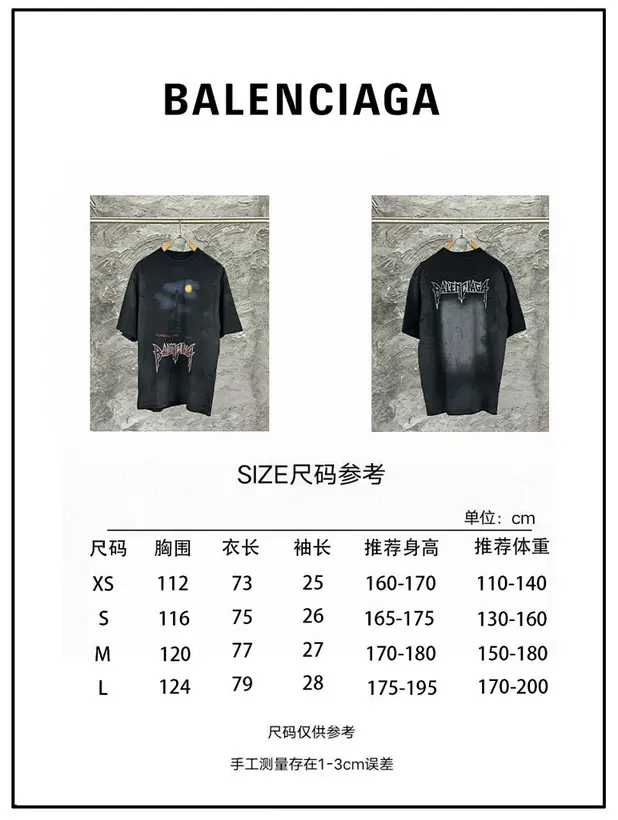 BALENCIAGA
BALENCIAGA
BALENCIAGA
SIZE尺码参考
单位：cm
尺码 胸围 衣长 袖长 推荐身高 推荐体重
XS 112 73 25 160-170 110-140
S 116 75 26 165-175 130-160
M 120 77 27 170-180 150-180
L 124 79 28 175-195 170-200
尺码仅供参考
手工测量存在1-3cm误差